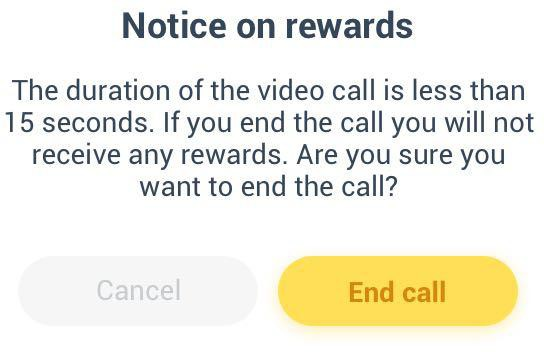 Notice on rewards
The duration of the video call is less than
15 seconds. If you end the call you will not
receive any rewards. Are you sure you
want to end the call?
Cancel
End call